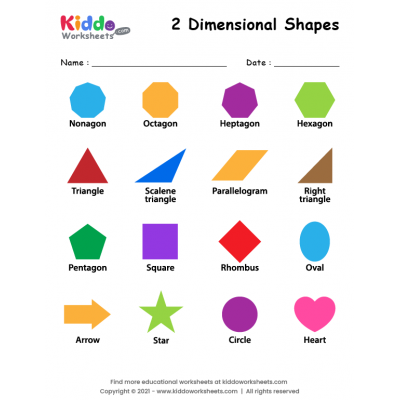 Kiddo
Worksheets.com
2 Dimensional Shapes
Name : Date :
Nonagon Octagon Heptagon Hexagon
Triangle Scalene triangle Parallelogram Right triangle
Pentagon Square Rhombus Oval
Arrow Star Circle Heart
Find more educational worksheets at kiddoworksheets.com
Copyright © 2021 - www.kiddoworksheets.com | All rights reserved